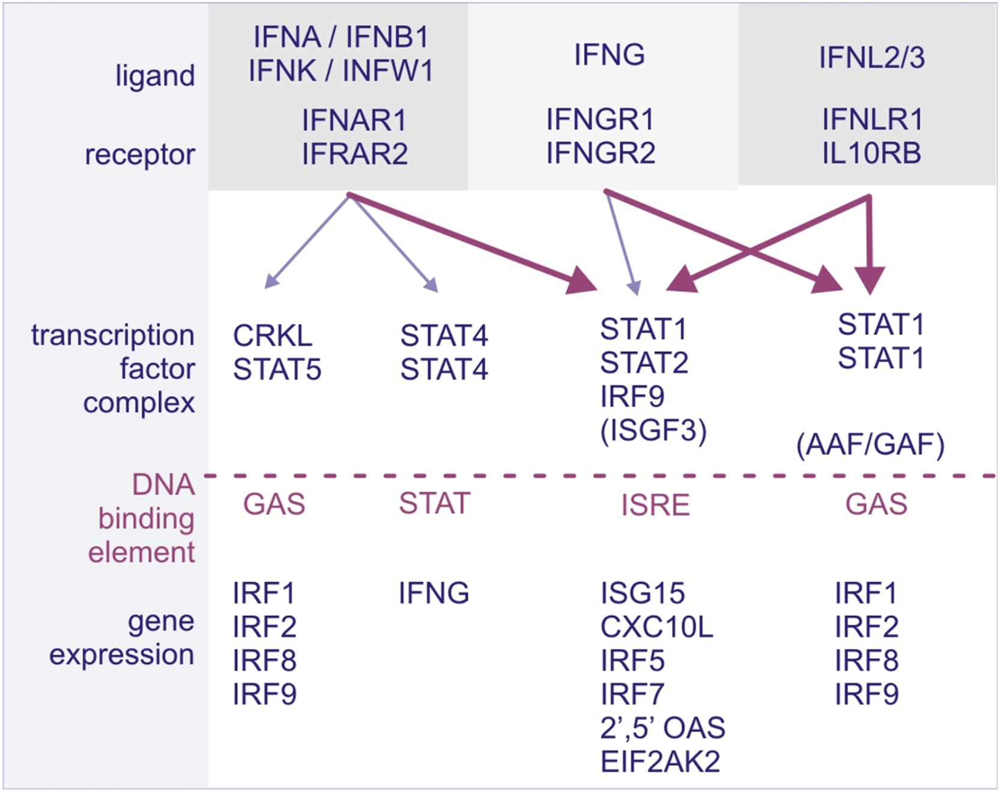 ligand
IFNA / IFNB1
IFNK / INFW1
IFNG
IFNL2/3
receptor
IFNAR1
IFRAR2
IFNGR1
IFNGR2
IFNLR1
IL10RB
transcription
factor
complex
CRKL
STAT5
STAT4
STAT4
STAT1
STAT2
IRF9
(ISGF3)
STAT1
STAT1
(AAF/GAF)
DNA
binding
element
GAS
STAT
ISRE
GAS
gene
expression
IRF1
IRF2
IRF8
IRF9
IFNG
ISG15
CXC10L
IRF5
IRF7
2’,5’ OAS
EIF2AK2
IRF1
IRF2
IRF8
IRF9